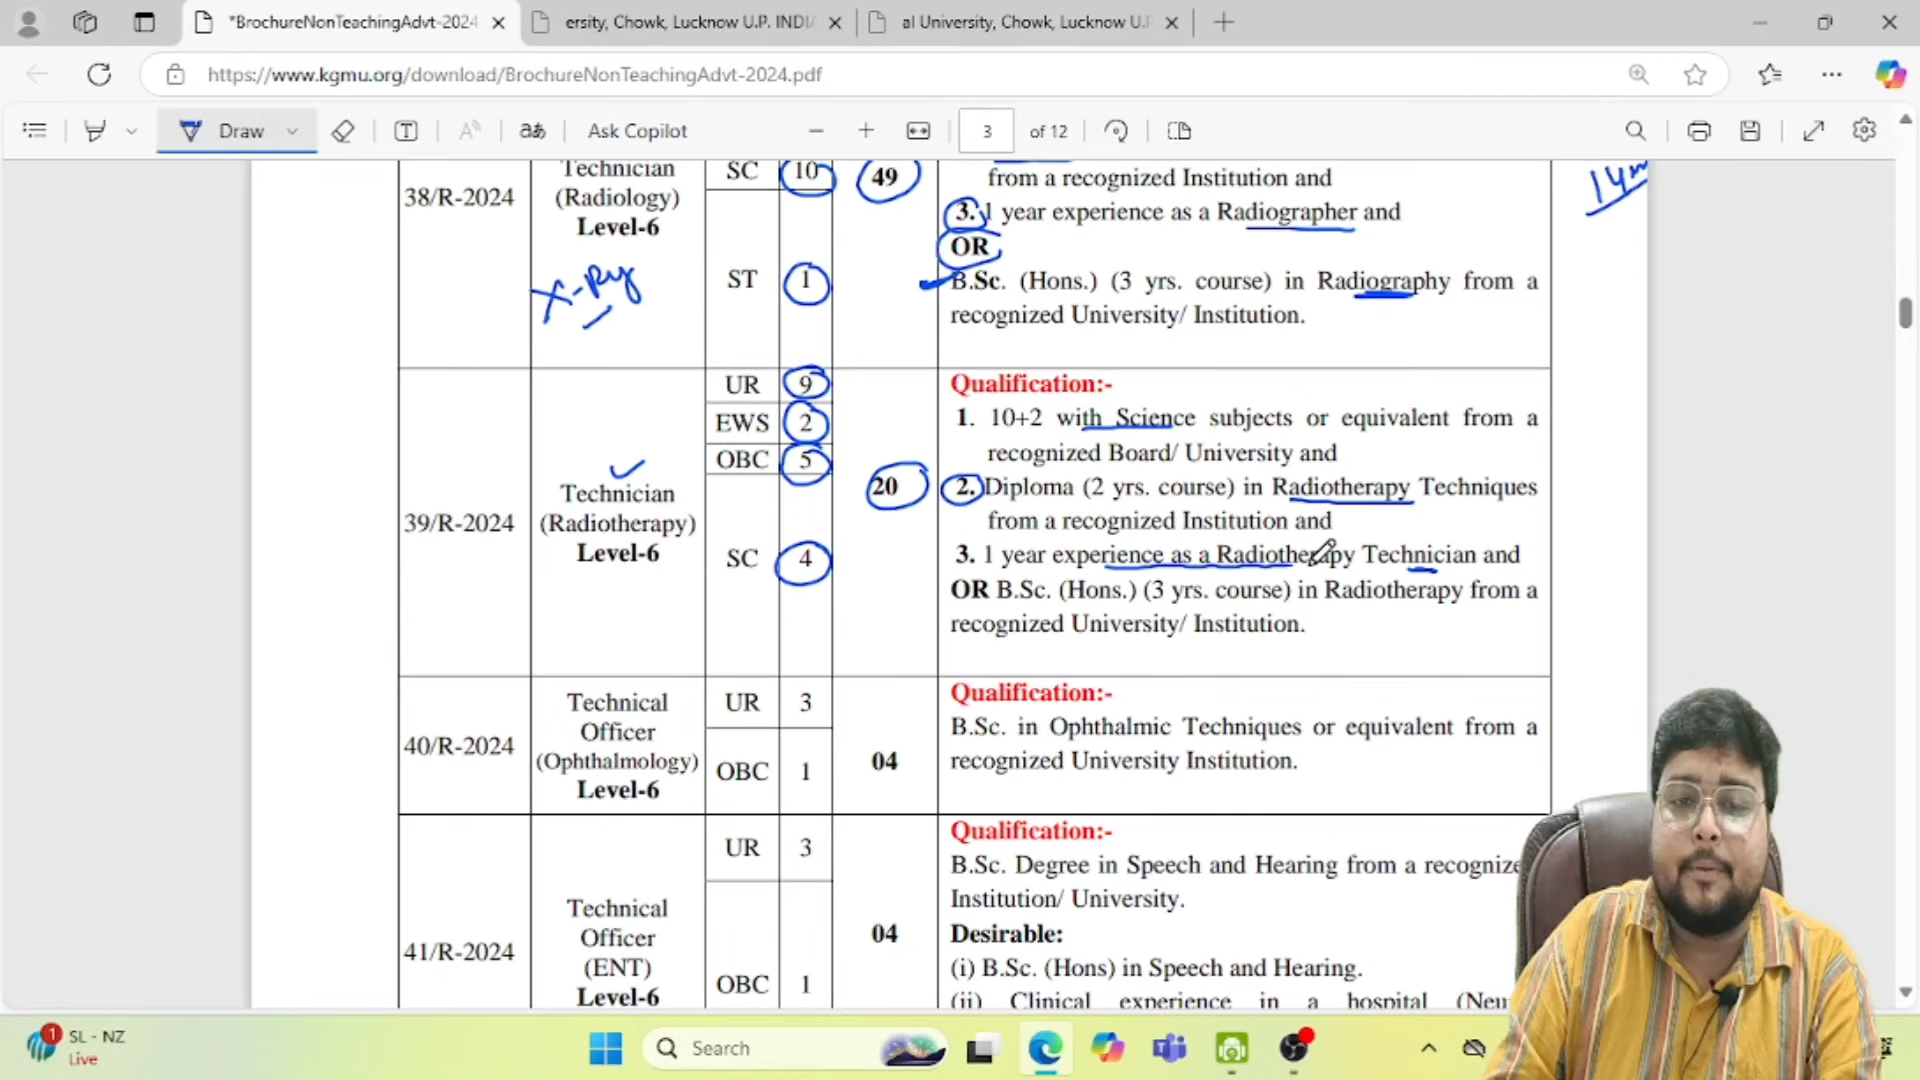 *BrochureNonTeachingAdvt-2024
ersity, Chowk, Lucknow U.P. INDIA
al University, Chowk, Lucknow U.P
https://www.kgmu.org/download/BrochureNonTeachingAdvt-2024.pdf
Draw
Ask Copilot
3 of 12
38/R-2024
Technician
(Radiology)
Level-6
X-Ray
SC 10
ST 1
49
from a recognized Institution and
3. 1 year experience as a Radiographer and
OR
B.Sc. (Hons.) (3 yrs. course) in Radiography from a
recognized University/ Institution.
39/R-2024
Technician
(Radiotherapy)
Level-6
UR 9
EWS 2
OBC 5
SC 4
20
Qualification:-
1. 10+2 with Science subjects or equivalent from a
recognized Board/ University and
2. Diploma (2 yrs. course) in Radiotherapy Techniques
from a recognized Institution and
3. 1 year experience as a Radiotherapy Technician and
OR B.Sc. (Hons.) (3 yrs. course) in Radiotherapy from a
recognized University/ Institution.
40/R-2024
Technical
Officer
(Ophthalmology)
Level-6
UR 3
OBC 1
04
Qualification:-
B.Sc. in Ophthalmic Techniques or equivalent from a
recognized University Institution.
41/R-2024
Technical
Officer
(ENT)
Level-6
UR 3
OBC 1
04
Qualification:-
B.Sc. Degree in Speech and Hearing from a recognize
Institution/ University.
Desirable:
(i) B.Sc. (Hons) in Speech and Hearing.
(ii) Clinical experience in a hospital (Neu
1
SL - NZ
Live
Search